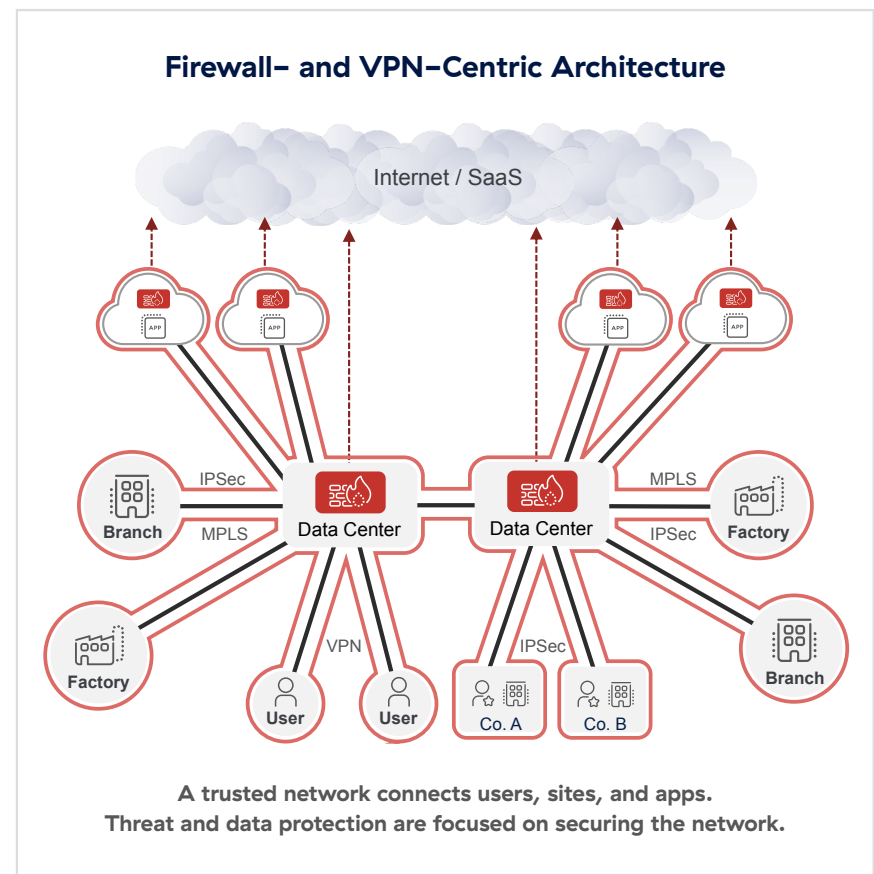 Firewall– and VPN–Centric Architecture
Internet / SaaS
APP
APP
APP
APP
IPSec
MPLS
Branch
MPLS
Data Center
Data Center
IPSec
Factory
Factory
VPN
IPSec
Branch
User
User
Co. A
Co. B
A trusted network connects users, sites, and apps.
Threat and data protection are focused on securing the network.